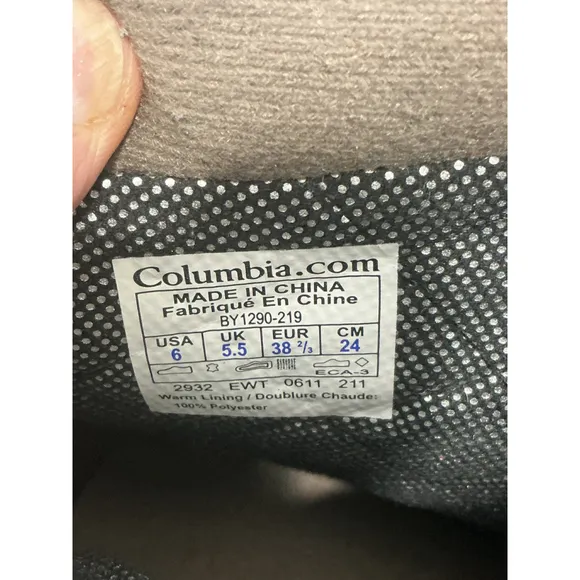 Columbia.com
MADE IN CHINA
Fabriqué En Chine
BY1290-219
USA UK EUR CM
6 5.5 38 2/3 24
ECA-3
2932 EWT 0611 211
Warm Lining / Doublure Chaude:
100% Polyester